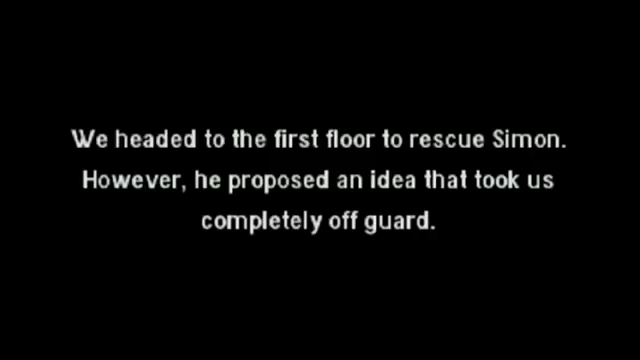 We headed to the first floor to rescue Simon.
However, he proposed an idea that took us
completely off guard.